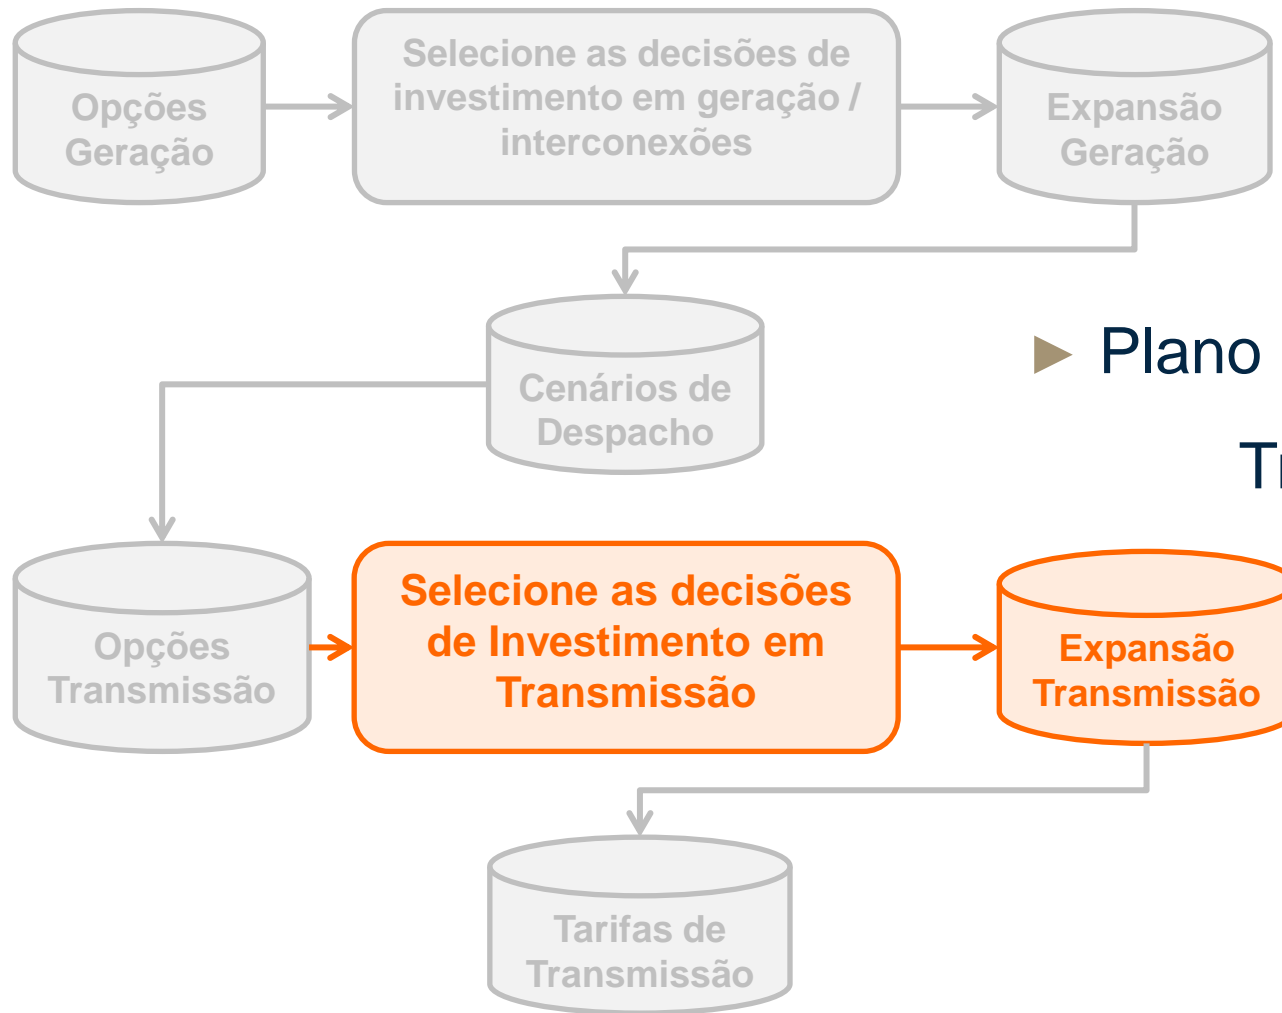 Opções
Geração
Selecione as decisões de
investimento em geração /
interconexões
Expansão
Geração
Cenários de
Despacho
► Plano
Opções
Transmissão
Selecione as decisões
de Investimento em
Transmissão
Expansão
Transmissão
Tarifas de
Transmissão